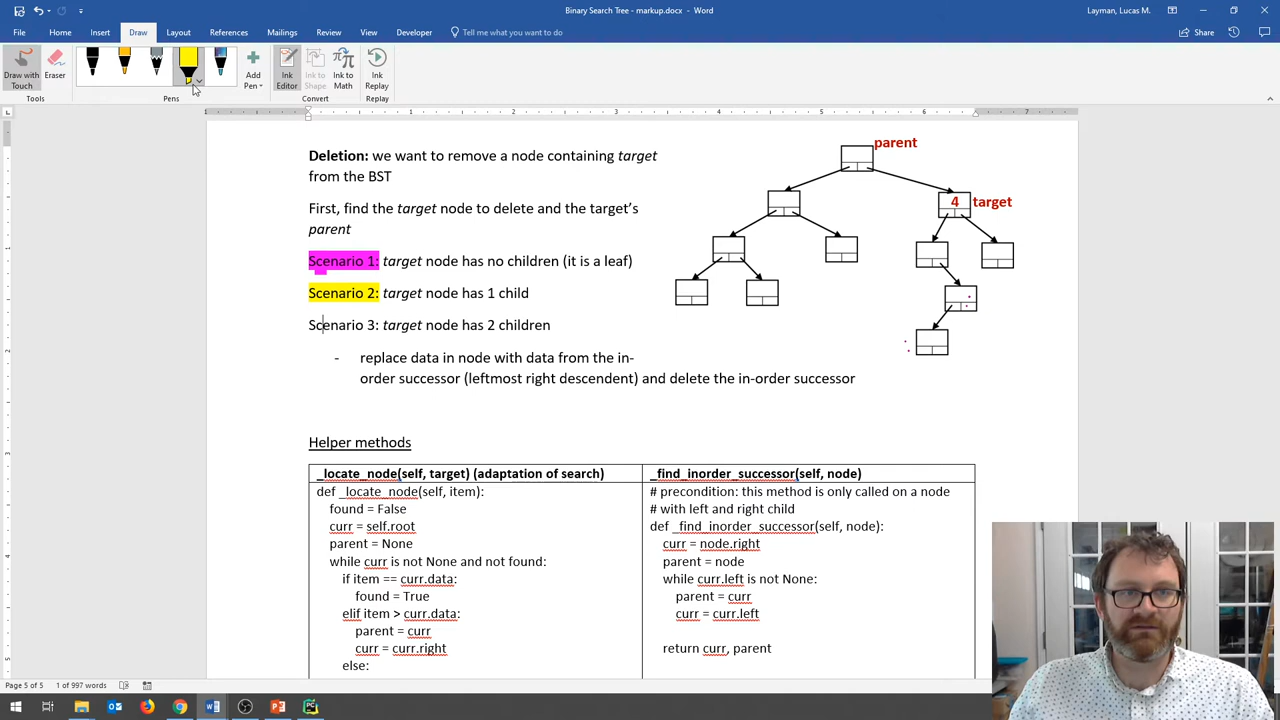 Binary Search Tree - markup.docx - Word
Layman, Lucas M.
File Home Insert Draw Layout References Mailings Review View Developer Tell me what you want to do Share
Draw with Touch
Eraser
Add Pen
Ink Editor
Ink to Shape
Ink to Math
Ink Replay
Tools Pens Convert Replay
1 1 2 3 4 5 6 7
Deletion: we want to remove a node containing target
from the BST
First, find the target node to delete and the target's
parent
Scenario 1: target node has no children (it is a leaf)
Scenario 2: target node has 1 child
Scenario 3: target node has 2 children
- replace data in node with data from the in-
order successor (leftmost right descendent) and delete the in-order successor
parent
4 target
Helper methods
_locate_node(self, target) (adaptation of search)
def _locate_node(self, item):
found = False
curr = self.root
parent = None
while curr is not None and not found:
if item == curr.data:
found = True
elif item > curr.data:
parent = curr
curr = curr.right
else:
_find_inorder_successor(self, node)
# precondition: this method is only called on a node
# with left and right child
def _find_inorder_successor(self, node):
curr = node.right
parent = node
while curr.left is not None:
parent = curr
curr = curr.left
return curr, parent
Page 5 of 5 1 of 997 words